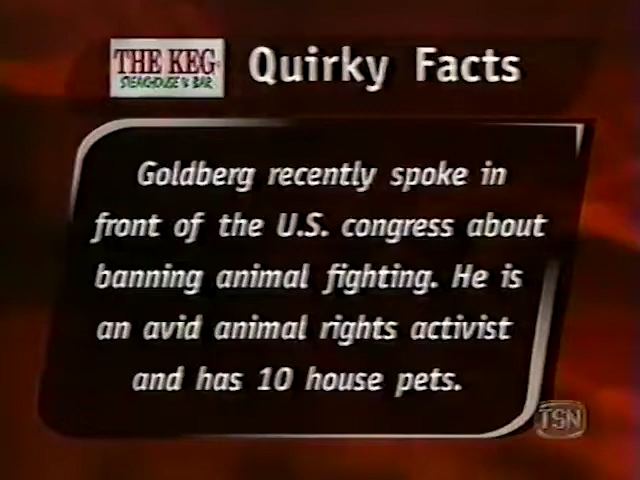 THE KEG
STEAKHOUSE & BAR
Quirky Facts
Goldberg recently spoke in
front of the U.S. congress about
banning animal fighting. He is
an avid animal rights activist
and has 10 house pets.
TSN